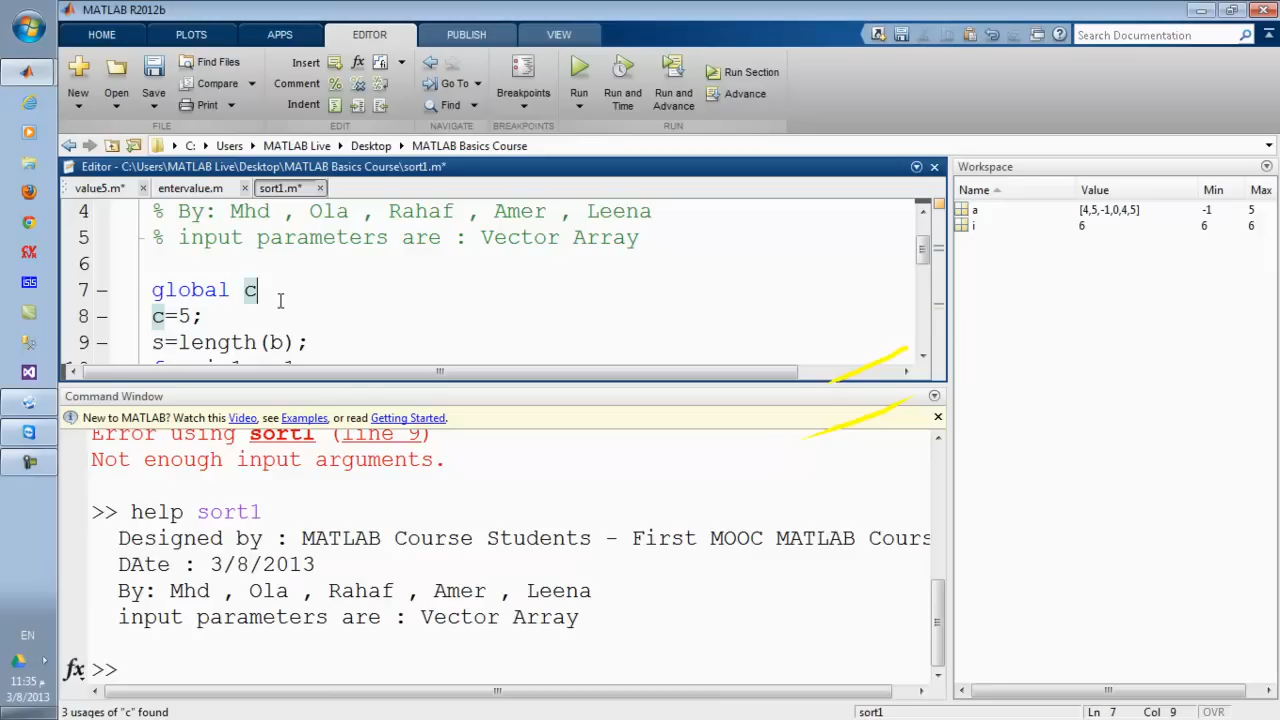 MATLAB R2012b
HOME PLOTS APPS EDITOR PUBLISH VIEW Search Documentation
New Open Save Find Files Compare Print
Insert Comment Indent
Go To Find
Breakpoints
Run Run and Time Run and Advance Run Section Advance
FILE EDIT NAVIGATE BREAKPOINTS RUN
C: Users MATLAB Live Desktop MATLAB Basics Course
Editor - C:\Users\MATLAB Live\Desktop\MATLAB Basics Course\sort1.m*
value5.m* entervalue.m sort1.m*
4 % By: Mhd , Ola , Rahaf , Amer , Leena
5 % input parameters are : Vector Array
6
7 global c
8 c=5;
9 s=length(b);
Workspace
Name Value Min Max
a [4,5,-1,0,4,5] -1 5
i 6 6 6
Command Window
New to MATLAB? Watch this Video, see Examples, or read Getting Started.
Error using sort1 (line 9)
Not enough input arguments.
>> help sort1
Designed by : MATLAB Course Students - First MOOC MATLAB Cours
DAte : 3/8/2013
By: Mhd , Ola , Rahaf , Amer , Leena
input parameters are : Vector Array
fx >>
3 usages of "c" found
sort1 Ln 7 Col 9 OVR
EN
11:35 م
3/8/2013